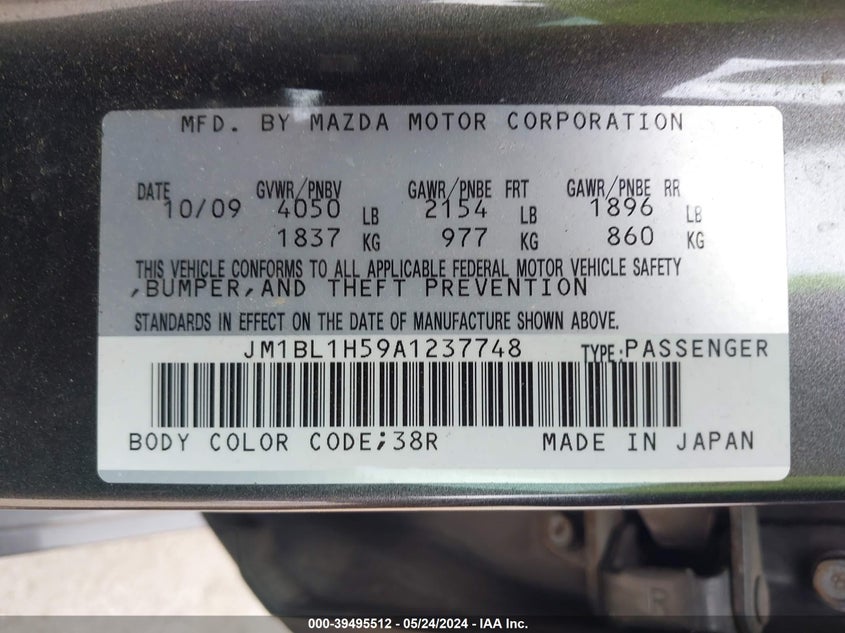 MFD. BY MAZDA MOTOR CORPORATION
DATE GVWR/PNBV GAWR/PNBE FRT GAWR/PNBE RR
10/09 4050 LB 2154 LB 1896 LB
1837 KG 977 KG 860 KG
THIS VEHICLE CONFORMS TO ALL APPLICABLE FEDERAL MOTOR VEHICLE SAFETY
,BUMPER,AND THEFT PREVENTION
STANDARDS IN EFFECT ON THE DATE OF MANUFACTURE SHOWN ABOVE.
JM1BL1H59A1237748 TYPE:PASSENGER
BODY COLOR CODE;38R MADE IN JAPAN
R
000-39495512 - 05/24/2024 - IAA Inc.